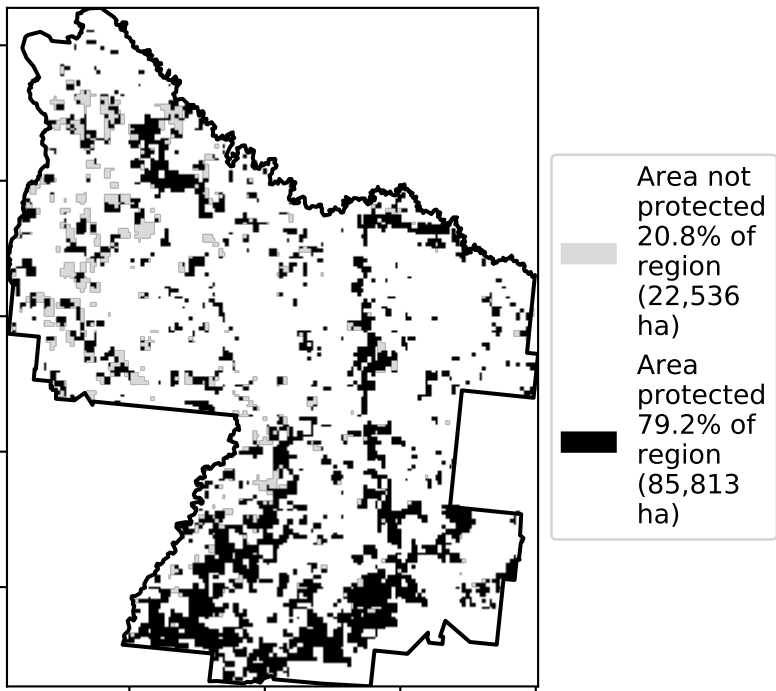 Area not
protected
20.8% of
region
(22,536
ha)
Area
protected
79.2% of
region
(85,813
ha)